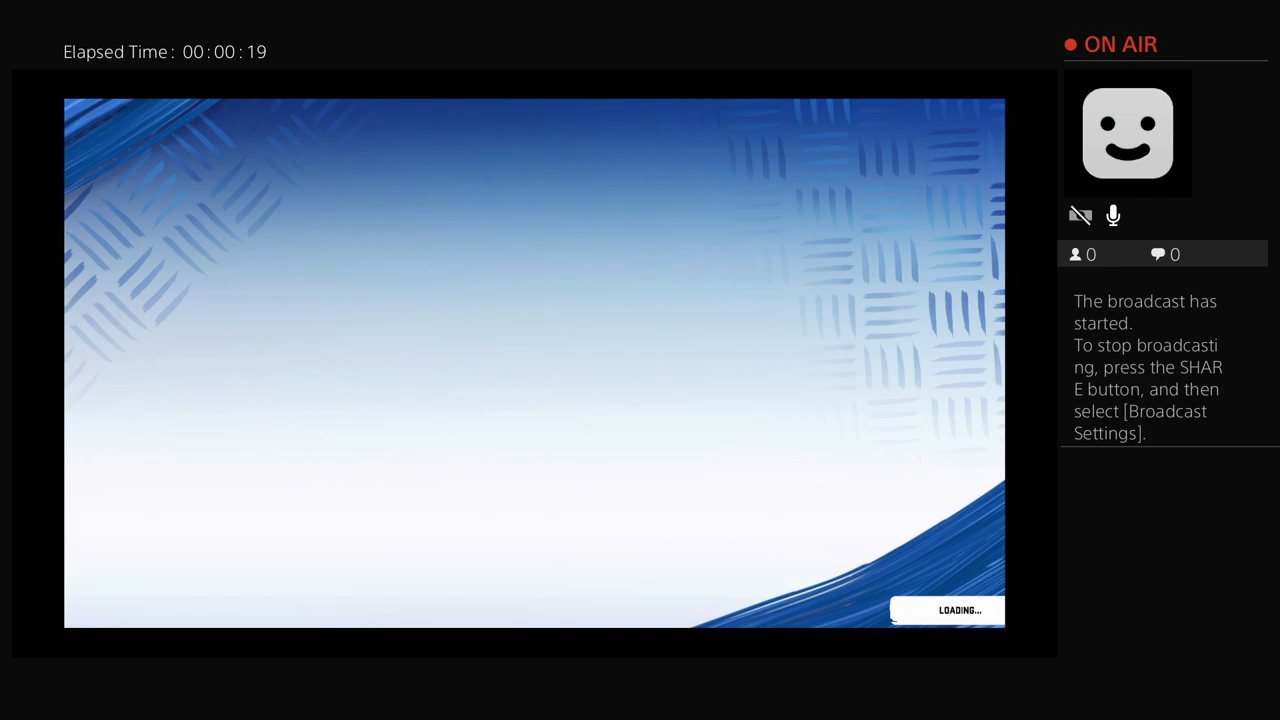 Elapsed Time: 00:00:19
ON AIR
0 0
The broadcast has
started.
To stop broadcasti
ng, press the SHAR
E button, and then
select [Broadcast
Settings].
LOADING...